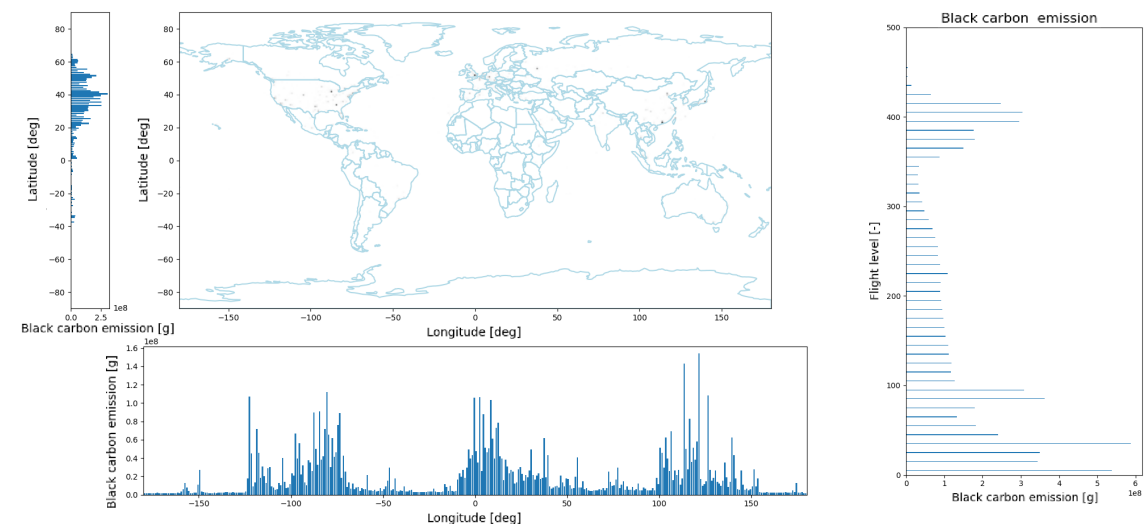 80
60
40
20
0
−20
−40
−60
−80
Latitude [deg]
0.0 2.5
1e8
Black carbon emission [g]
80
60
40
20
0
−20
−40
−60
−80
Latitude [deg]
−150 −100 −50 0 50 100 150
Longitude [deg]
1e8
1.6
1.4
1.2
1.0
0.8
0.6
0.4
0.2
0.0
Black carbon emission [g]
−150 −100 −50 0 50 100 150
Longitude [deg]
Black carbon emission
500
400
300
200
100
0
Flight level [-]
0 1 2 3 4 5 6
1e8
Black carbon emission [g]